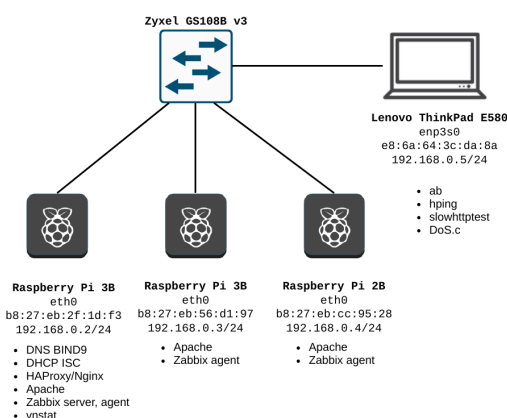 Zyxel GS108B v3
Lenovo ThinkPad E580
enp3s0
e8:6a:64:3c:da:8a
192.168.0.5/24
• ab
• hping
• slowhttptest
• DoS.c
Raspberry Pi 3B
eth0
b8:27:eb:2f:1d:f3
192.168.0.2/24
• DNS BIND9
• DHCP ISC
• HAProxy/Nginx
• Apache
• Zabbix server, agent
• vnstat
Raspberry Pi 3B
eth0
b8:27:eb:56:d1:97
192.168.0.3/24
• Apache
• Zabbix agent
Raspberry Pi 2B
eth0
b8:27:eb:cc:95:28
192.168.0.4/24
• Apache
• Zabbix agent